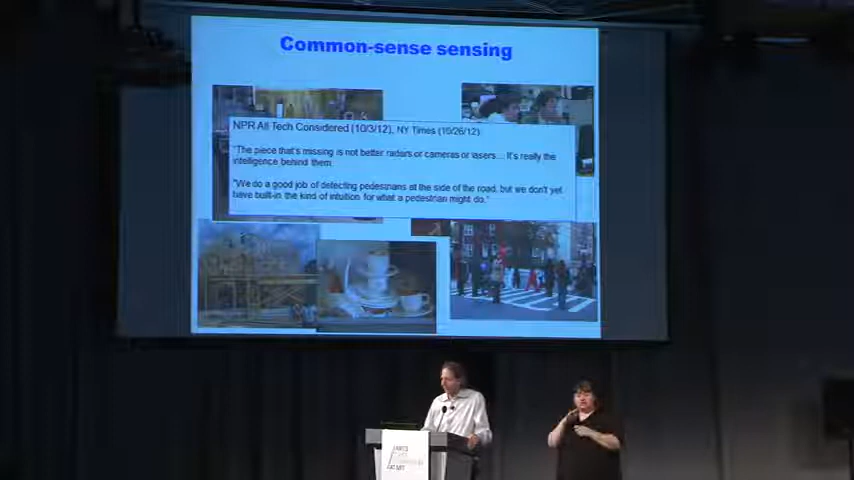 Common-sense sensing
NPR All Tech Considered (10/3/12), NY Times (10/26/12)
"The piece that's missing is not better radars or cameras or lasers... It's really the
intelligence behind them.
"We do a good job of detecting pedestrians at the side of the road, but we don't yet
have built-in the kind of intuition for what a pedestrian might do."
ARTS
AT MIT